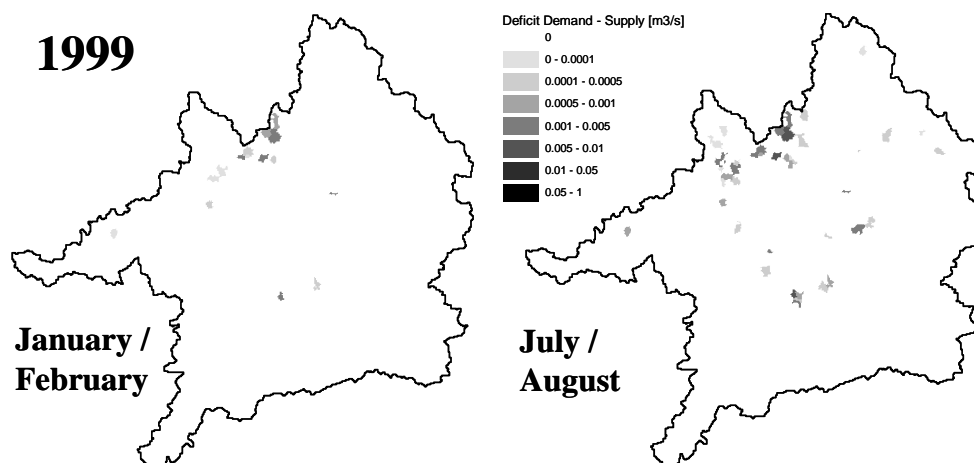 1999
January /
February
Deficit Demand - Supply [m3/s]
0
0 - 0.0001
0.0001 - 0.0005
0.0005 - 0.001
0.001 - 0.005
0.005 - 0.01
0.01 - 0.05
0.05 - 1
July /
August